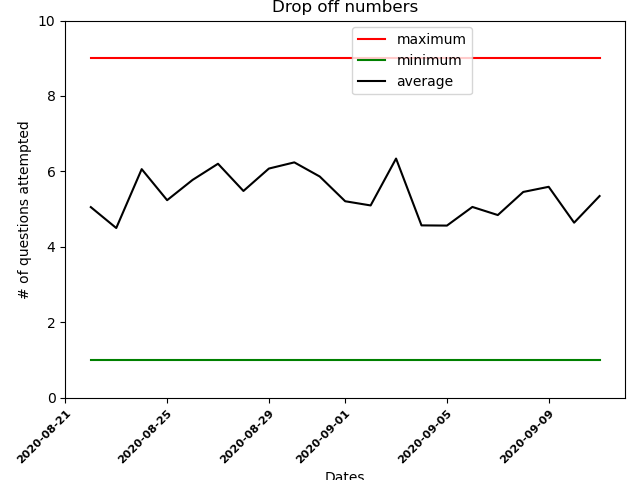 Drop off numbers
maximum
minimum
average
# of questions attempted
10
8
6
4
2
0
2020-08-21
2020-08-25
2020-08-29
2020-09-01
2020-09-05
2020-09-09
Dates